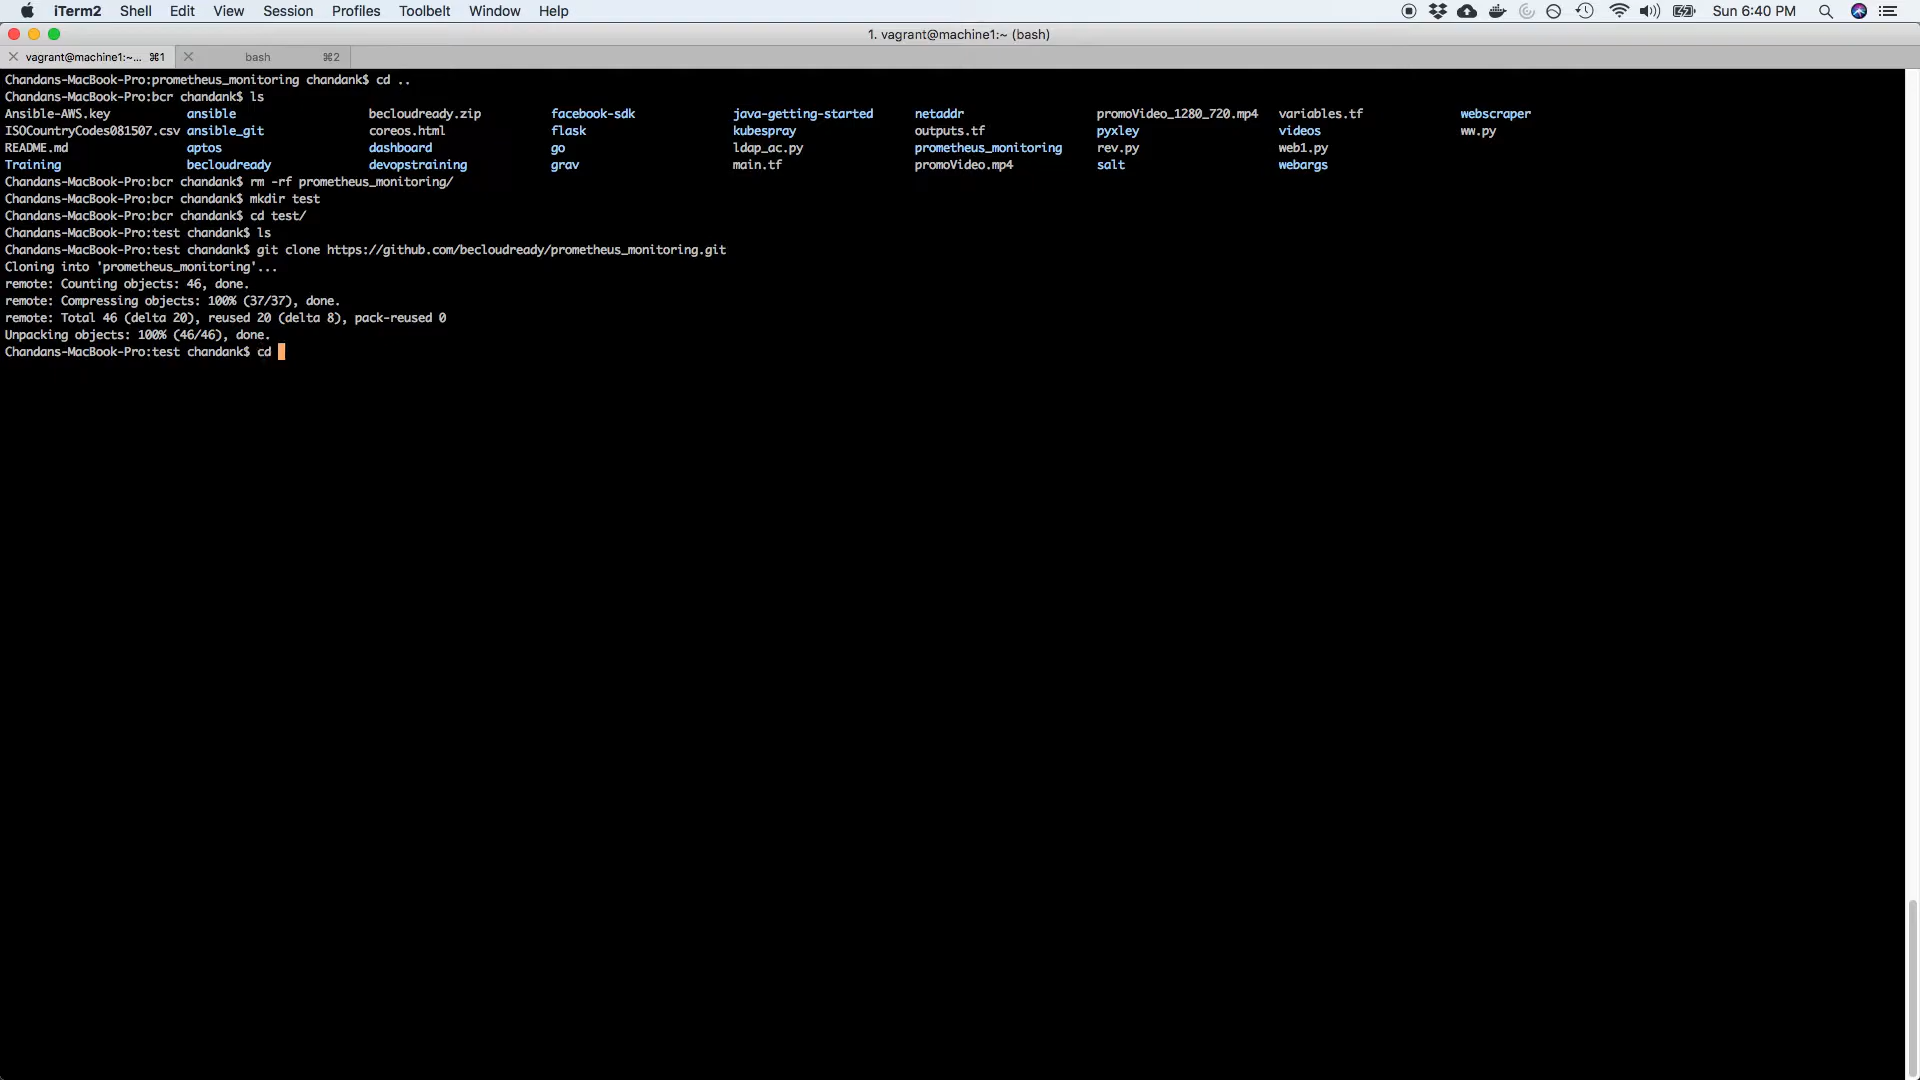 iTerm2 Shell Edit View Session Profiles Toolbelt Window Help Sun 6:40 PM
1. vagrant@machine1:~ (bash)
vagrant@machine1:~... ⌘1 bash ⌘2
Chandans-MacBook-Pro:prometheus_monitoring chandank$ cd ..
Chandans-MacBook-Pro:bcr chandank$ ls
Ansible-AWS.key ansible becloudready.zip facebook-sdk java-getting-started netaddr promoVideo_1280_720.mp4 variables.tf webscraper
ISOCountryCodes081507.csv ansible_git coreos.html flask kubespray outputs.tf pyxley videos ww.py
README.md aptos dashboard go ldap_ac.py prometheus_monitoring rev.py web1.py
Training becloudready devopstraining grav main.tf promoVideo.mp4 salt webargs
Chandans-MacBook-Pro:bcr chandank$ rm -rf prometheus_monitoring/
Chandans-MacBook-Pro:bcr chandank$ mkdir test
Chandans-MacBook-Pro:bcr chandank$ cd test/
Chandans-MacBook-Pro:test chandank$ ls
Chandans-MacBook-Pro:test chandank$ git clone https://github.com/becloudready/prometheus_monitoring.git
Cloning into 'prometheus_monitoring'...
remote: Counting objects: 46, done.
remote: Compressing objects: 100% (37/37), done.
remote: Total 46 (delta 20), reused 20 (delta 8), pack-reused 0
Unpacking objects: 100% (46/46), done.
Chandans-MacBook-Pro:test chandank$ cd